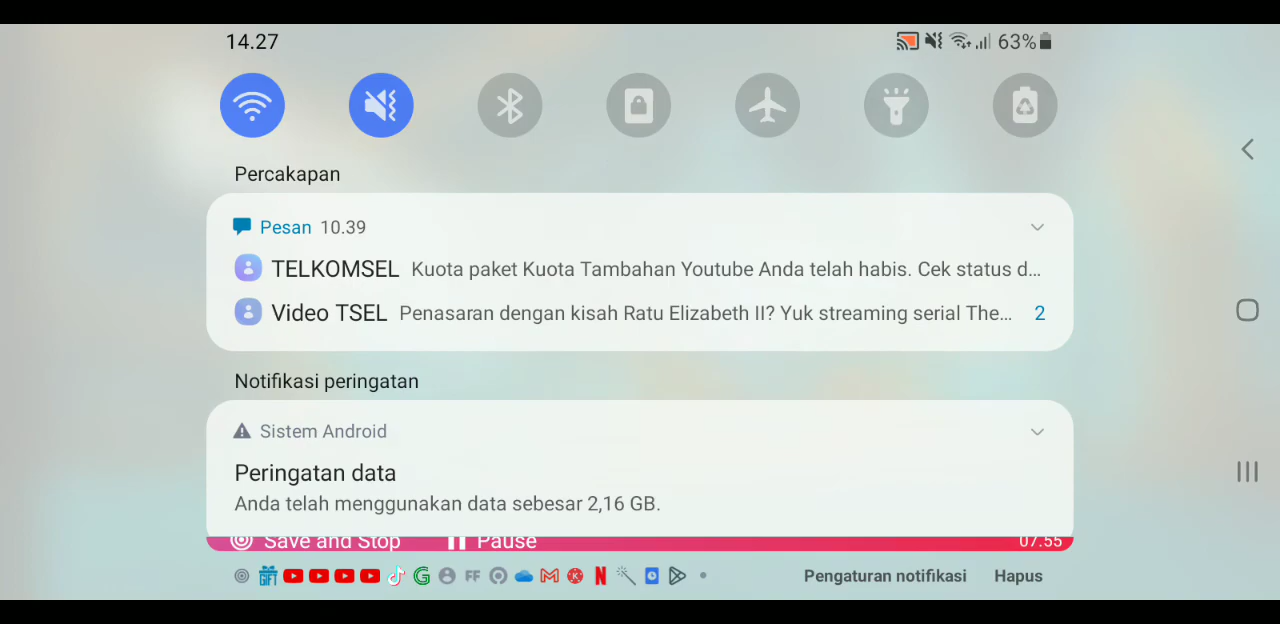 14.27
63%
Percakapan
Pesan 10.39
TELKOMSEL Kuota paket Kuota Tambahan Youtube Anda telah habis. Cek status d...
Video TSEL Penasaran dengan kisah Ratu Elizabeth II? Yuk streaming serial The... 2
Notifikasi peringatan
Sistem Android
Peringatan data
Anda telah menggunakan data sebesar 2,16 GB.
Save and Stop Pause 07.55
GIFT G FF N
Pengaturan notifikasi Hapus